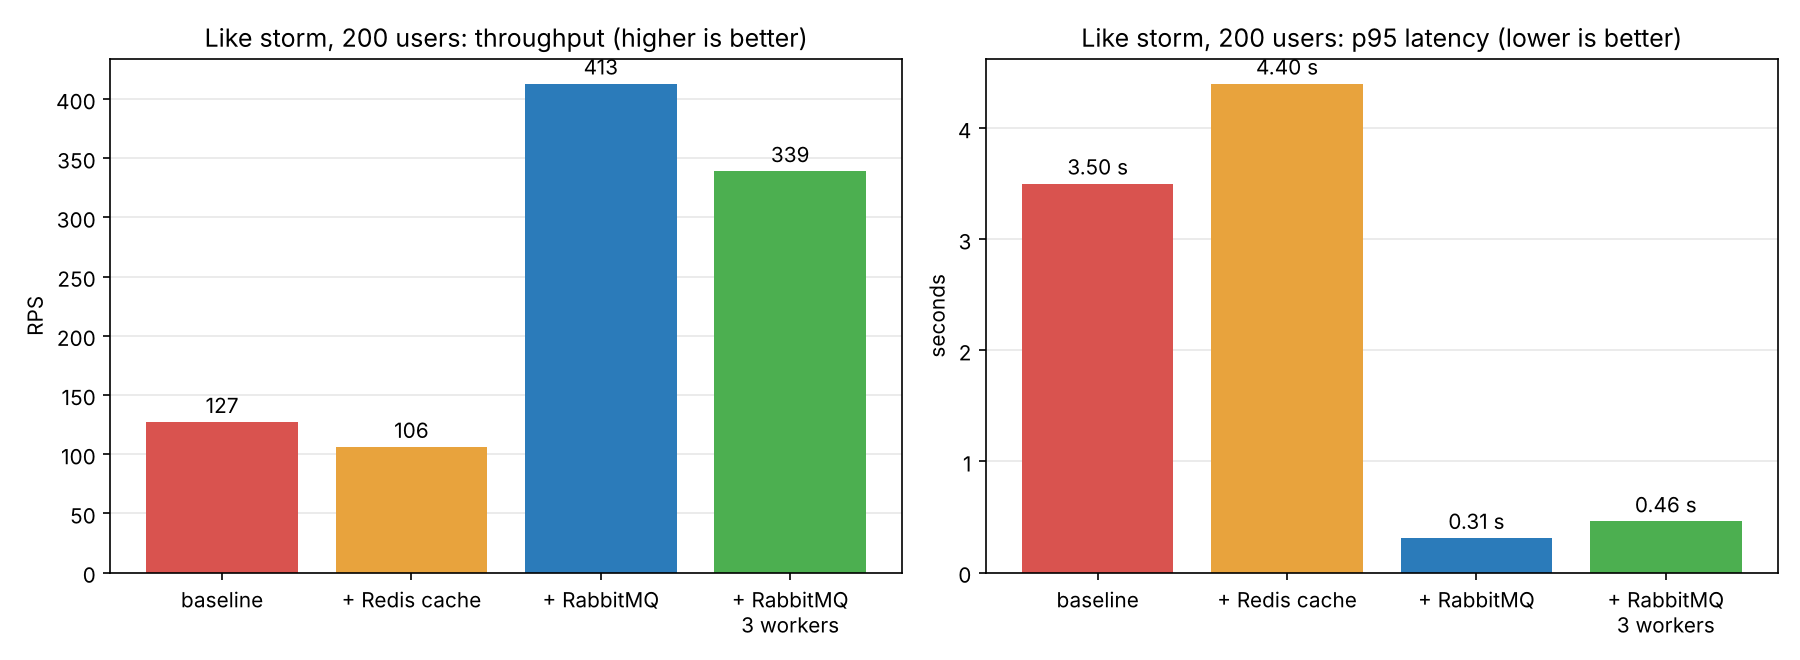 Like storm, 200 users: throughput (higher is better)
RPS
400
350
300
250
200
150
100
50
0
127
106
413
339
baseline
+ Redis cache
+ RabbitMQ
+ RabbitMQ
3 workers
Like storm, 200 users: p95 latency (lower is better)
seconds
4
3
2
1
0
3.50 s
4.40 s
0.31 s
0.46 s
baseline
+ Redis cache
+ RabbitMQ
+ RabbitMQ
3 workers